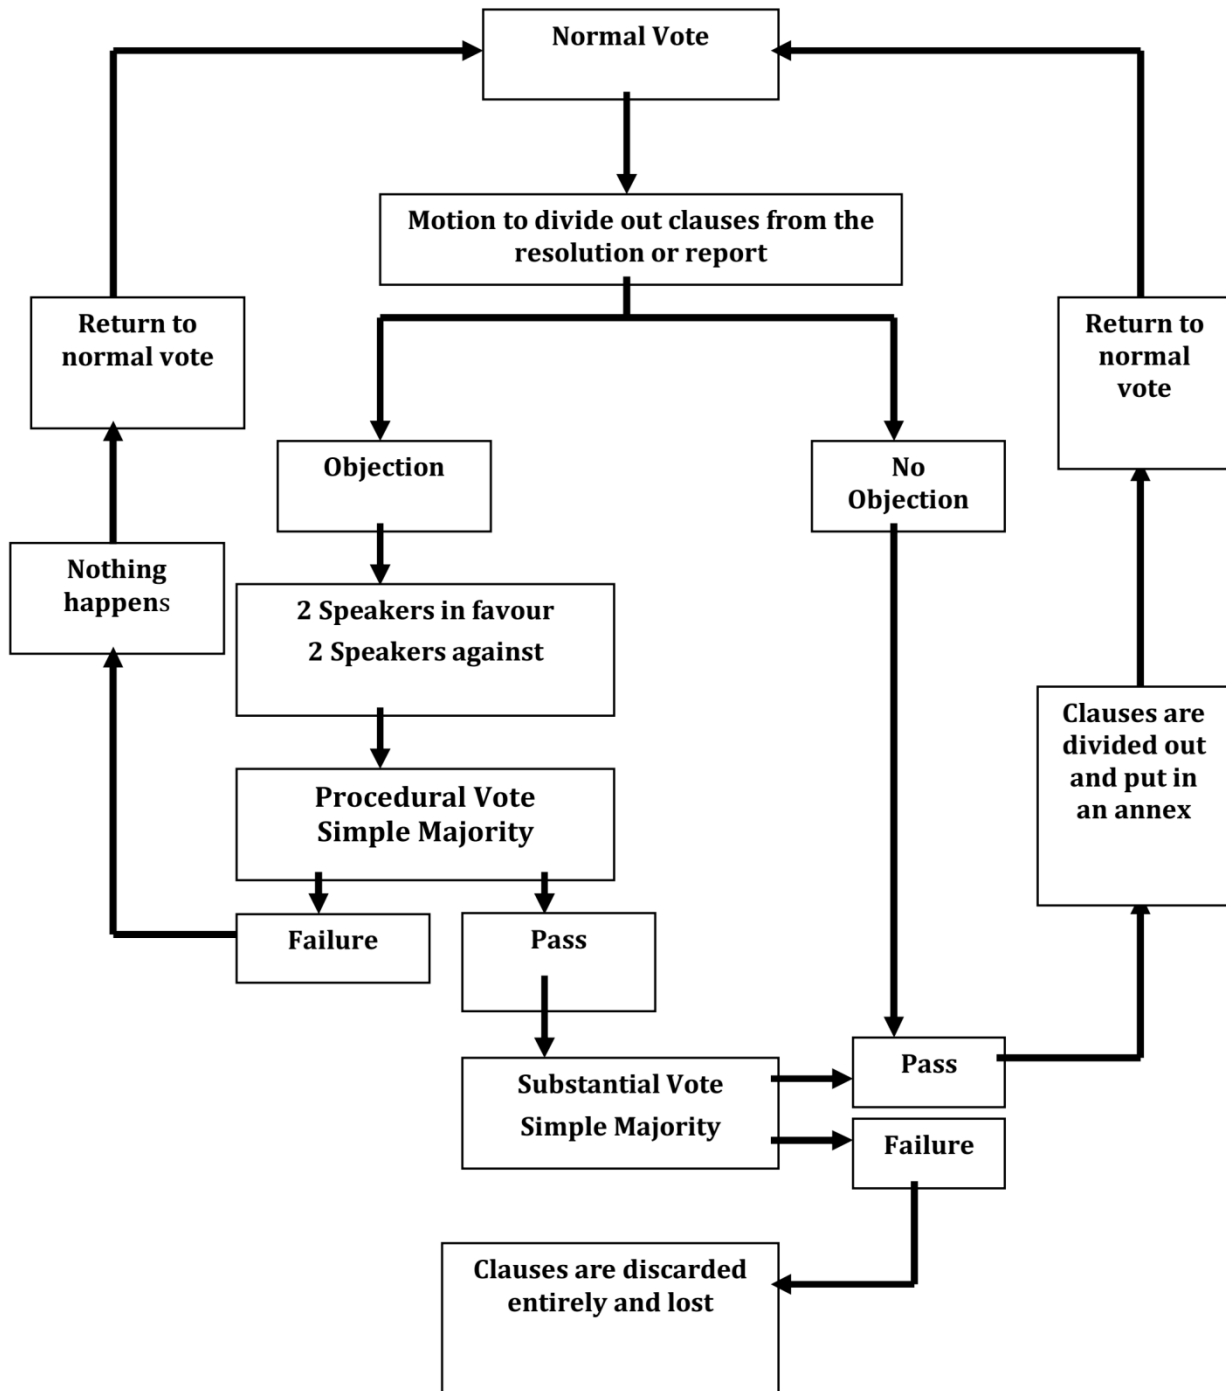 Normal Vote
Motion to divide out clauses from the
resolution or report
Return to
normal vote
Return to
normal
vote
Objection
No
Objection
Nothing
happens
2 Speakers in favour
2 Speakers against
Clauses are
divided out
and put in
an annex
Procedural Vote
Simple Majority
Failure
Pass
Pass
Substantial Vote
Simple Majority
Failure
Clauses are discarded
entirely and lost